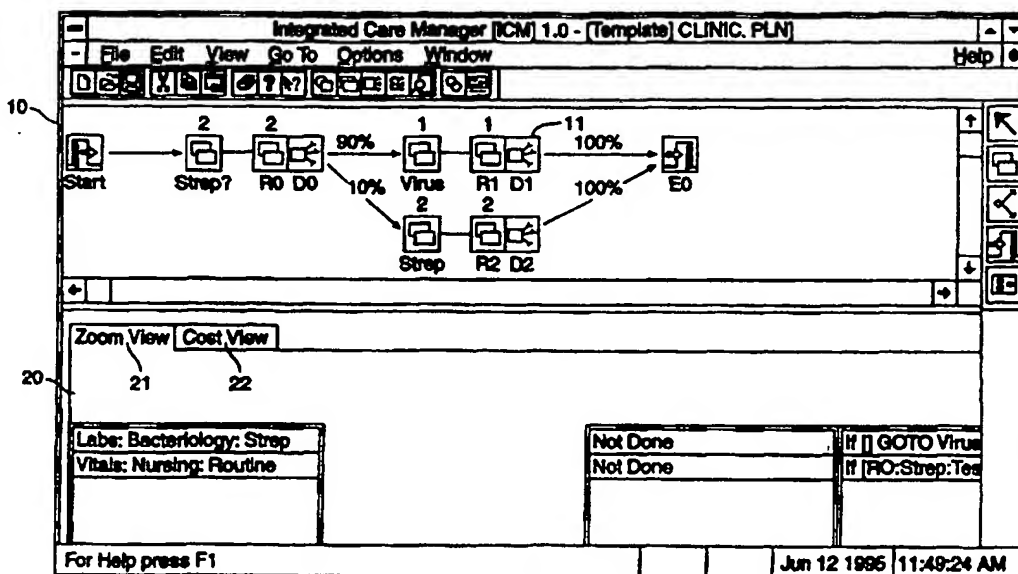 Integrated Care Manager [ICM] 1.0 - [Template] CLINIC. PLN]
File Edit View Go To Options Window Help
10
2 2 90% 1 1 11 100%
Start Strep? R0 D0 Virus R1 D1 E0
10% 100%
2 2
Strep R2 D2
Zoom View Cost View
20 21 22
Labs: Bacteriology: Strep Not Done If [] GOTO Virus
Vitals: Nursing: Routine Not Done If [RO:Strep:Tes
For Help press F1 Jun 12 1995 11:49:24 AM